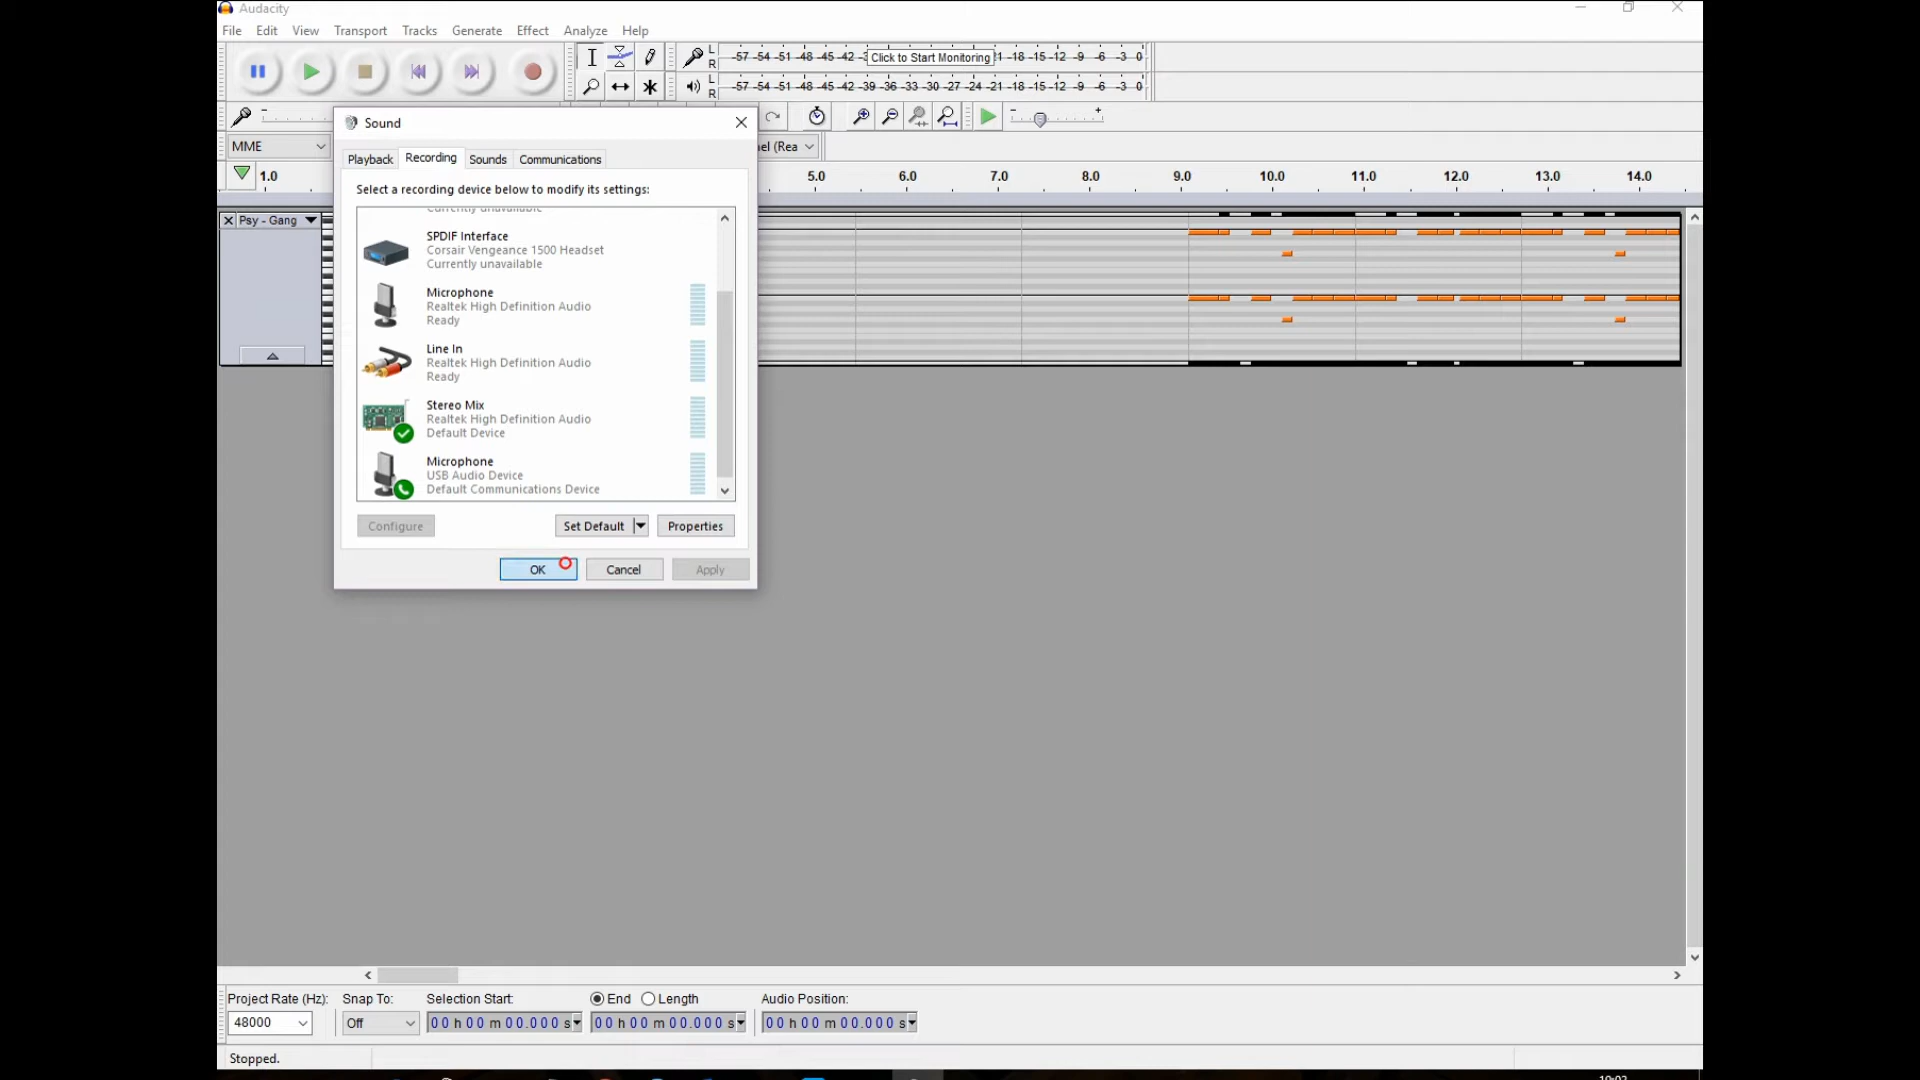 Audacity
File Edit View Transport Tracks Generate Effect Analyze Help
L
R
-57 -54 -51 -48 -45 -42 -3 Click to Start Monitoring 1 -18 -15 -12 -9 -6 -3 0
L
R
-57 -54 -51 -48 -45 -42 -39 -36 -33 -30 -27 -24 -21 -18 -15 -12 -9 -6 -3 0
MME
el (Rea
1.0 5.0 6.0 7.0 8.0 9.0 10.0 11.0 12.0 13.0 14.0
Psy - Gang
Sound
Playback Recording Sounds Communications
Select a recording device below to modify its settings:
Currently unavailable
SPDIF Interface
Corsair Vengeance 1500 Headset
Currently unavailable
Microphone
Realtek High Definition Audio
Ready
Line In
Realtek High Definition Audio
Ready
Stereo Mix
Realtek High Definition Audio
Default Device
Microphone
USB Audio Device
Default Communications Device
Configure Set Default Properties
OK Cancel Apply
Project Rate (Hz): Snap To: Selection Start: End Length Audio Position:
48000 Off 00 h 00 m 00.000 s 00 h 00 m 00.000 s 00 h 00 m 00.000 s
Stopped.